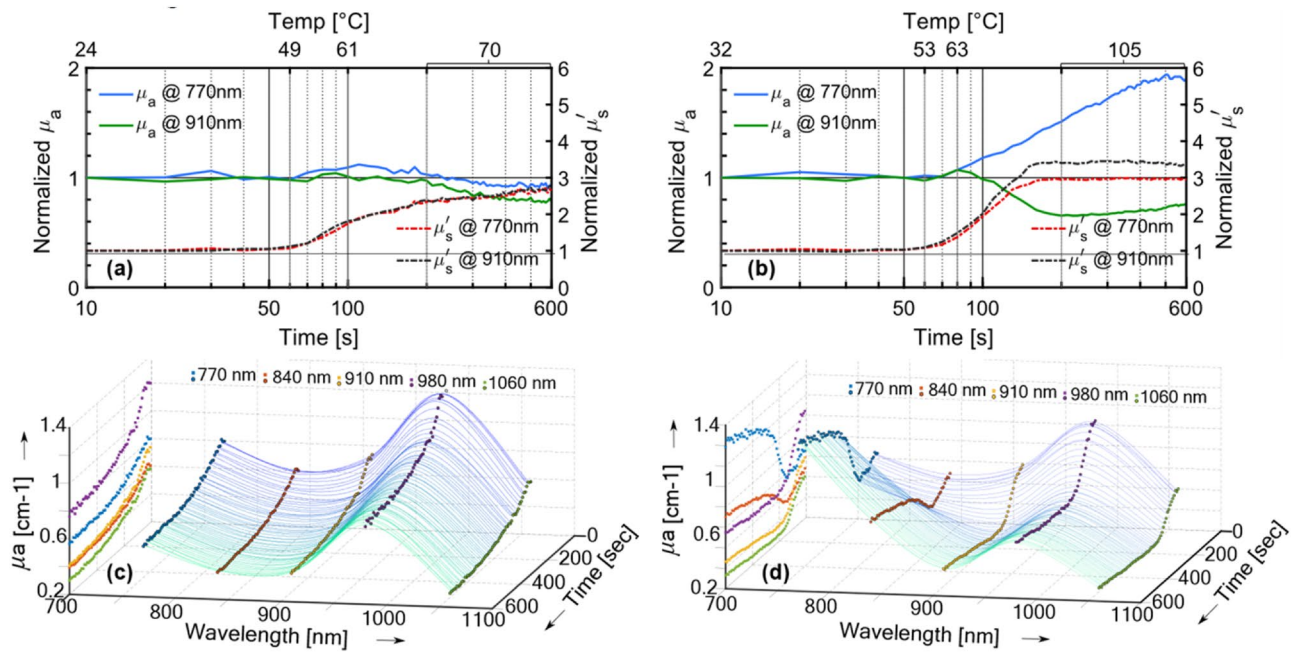 Temp [°C]
24 49 61 70
2
6
μa @ 770nm
μa @ 910nm
5
4
1
3
2
μ's @ 770nm
μ's @ 910nm
1
(a)
0
0
10 50 100 600
Time [s]
Normalized μa
Normalized μ's
Temp [°C]
32 53 63 105
2
6
μa @ 770nm
μa @ 910nm
5
4
1
3
2
μ's @ 770nm
μ's @ 910nm
1
(b)
0
0
10 50 100 600
Time [s]
Normalized μa
Normalized μ's
770 nm 840 nm 910 nm 980 nm 1060 nm
1.4
1
0.6
0.2
μa [cm-1]
(c)
700 800 900 1000 1100
Wavelength [nm]
0
200
400
600
Time [sec]
770 nm 840 nm 910 nm 980 nm 1060 nm
1.4
1
0.6
0.2
μa [cm-1]
(d)
700 800 900 1000 1100
Wavelength [nm]
0
200
400
600
Time [sec]